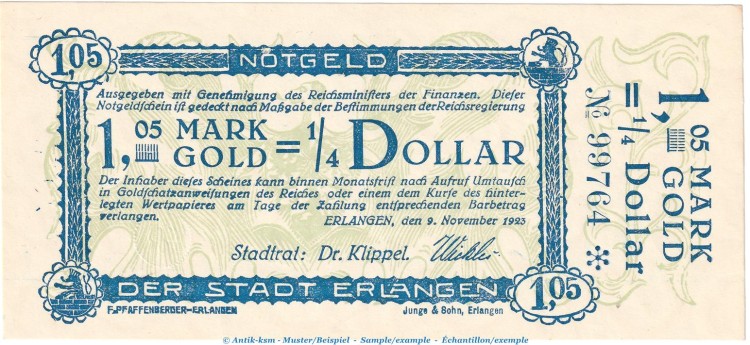 1,05
NOTGELD
Ausgegeben mit Genehmigung des Reichsministers der Finanzen. Dieser
Notgeldschein ist gedeckt nach Maßgabe der Bestimmungen der Reichsregierung
1,05 MARK GOLD = 1/4 DOLLAR
Der Inhaber dieses Scheines kann binnen Monatsfrist nach Aufruf Umtausch
in Goldschatzanweisungen des Reiches oder einem dem Kurse des hinter-
legten Wertpapieres am Tage der Zahlung entsprechenden Barbetrag
verlangen.
ERLANGEN, den 9. November 1923
Stadtrat: Dr. Klippel.
DER STADT ERLANGEN
1,05
F. PFAFFENBERGER-ERLANGEN
Junge & Sohn, Erlangen
1,05 MARK GOLD
= 1/4 Dollar
№ 99764 *
© Antik-ksm - Muster/Beispiel - Sample/example - Échantillon/exemple